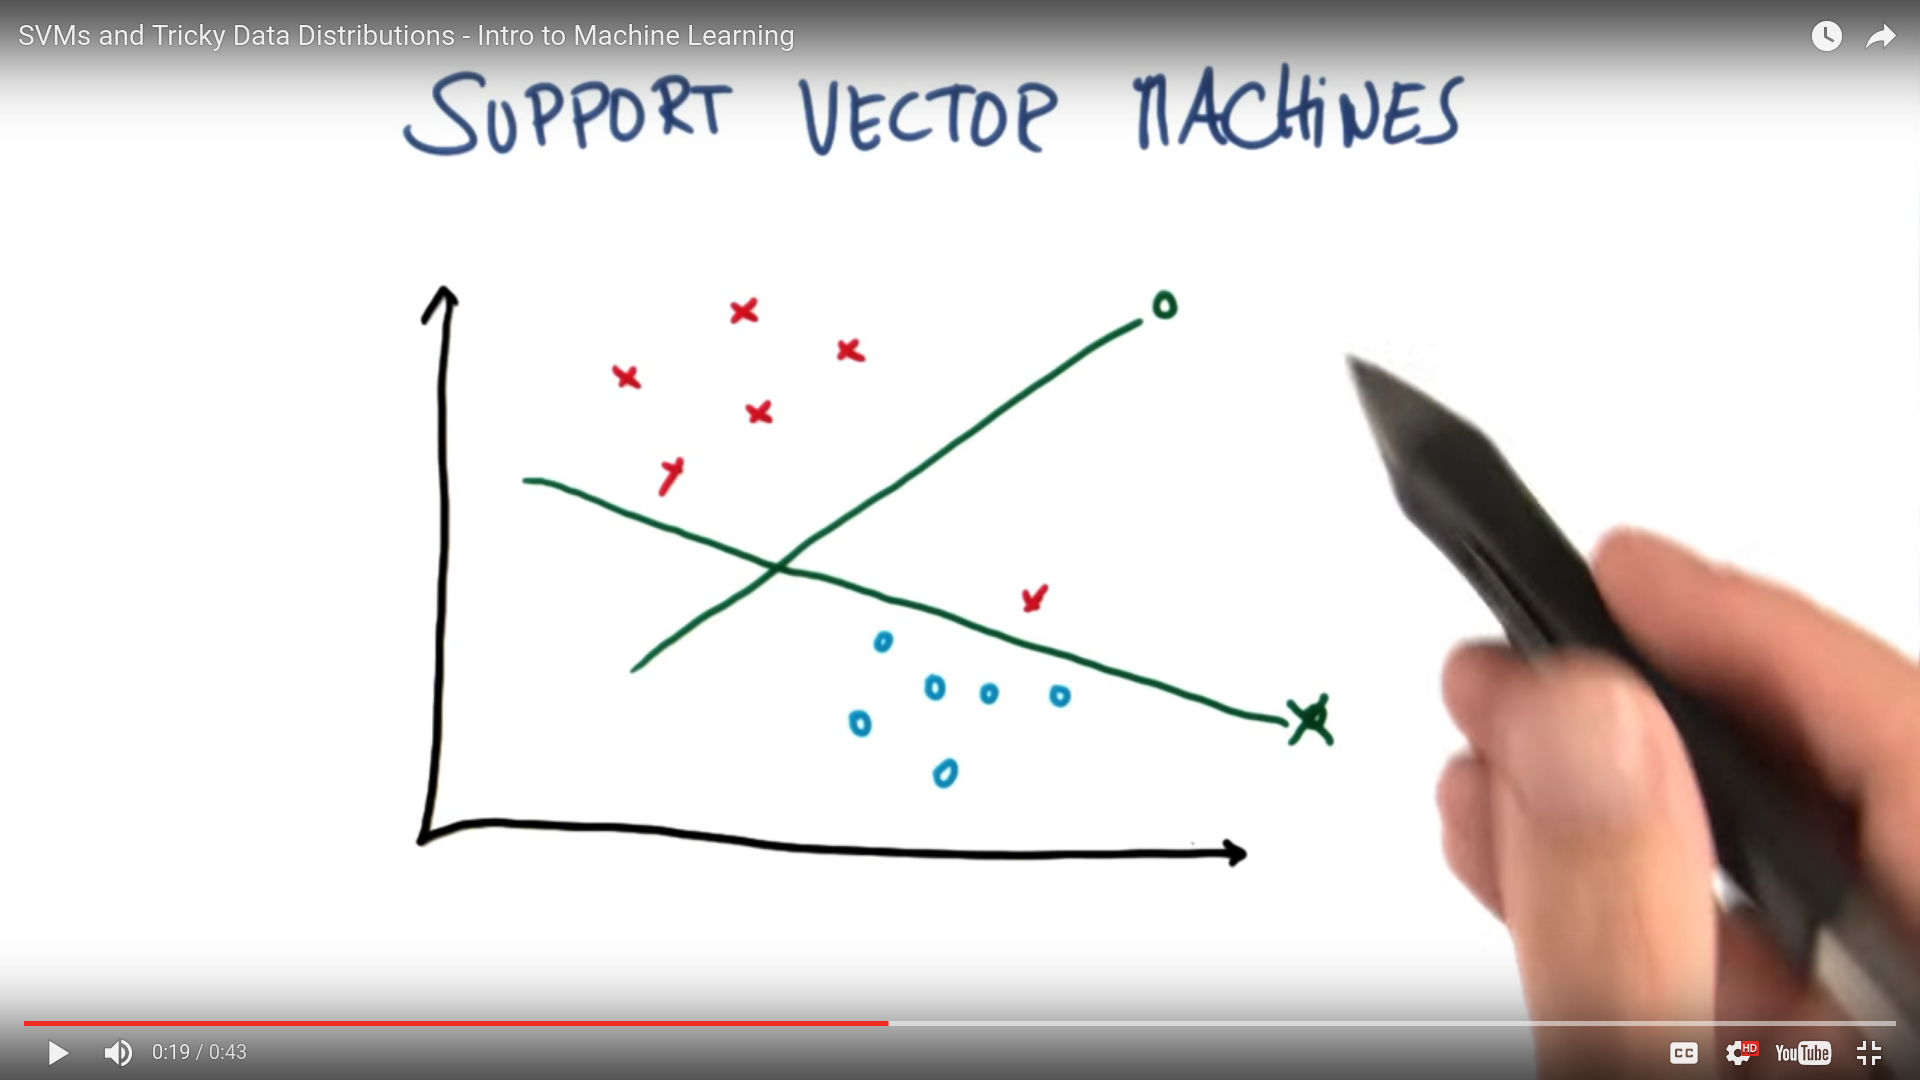 SVMs and Tricky Data Distributions - Intro to Machine Learning
SUPPORT VECTOR MACHINES
0:19 / 0:43
CC
HD
YouTube